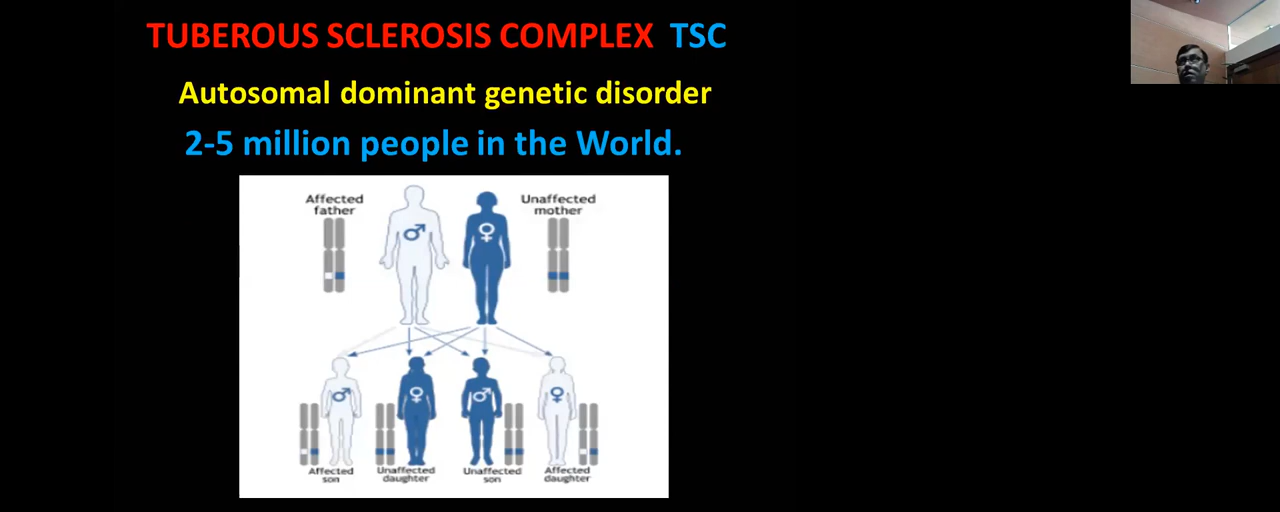 TUBEROUS SCLEROSIS COMPLEX TSC
Autosomal dominant genetic disorder
2-5 million people in the World.
Affected father
Unaffected mother
Affected son
Unaffected daughter
Unaffected son
Affected daughter